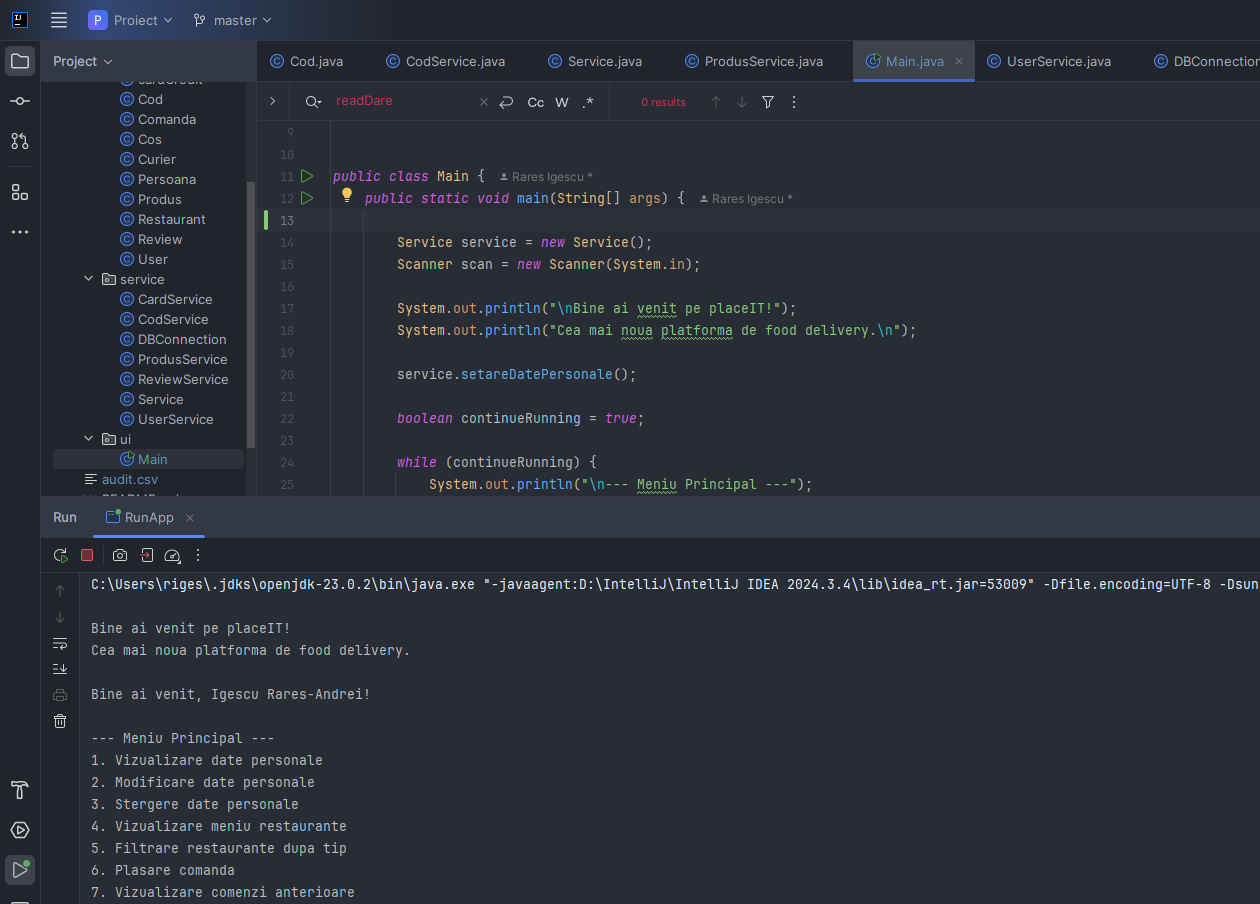 P Proiect master
Project
Cod.java CodService.java Service.java ProdusService.java Main.java UserService.java DBConnection
readDare Cc W .* 0 results
Cod
Comanda
Cos
Curier
Persoana
Produs
Restaurant
Review
User
service
CardService
CodService
DBConnection
ProdusService
ReviewService
Service
UserService
ui
Main
audit.csv
9
10
11 public class Main { Rares Igescu *
12 public static void main(String[] args) { Rares Igescu *
13
14 Service service = new Service();
15 Scanner scan = new Scanner(System.in);
16
17 System.out.println("\nBine ai venit pe placeIT!");
18 System.out.println("Cea mai noua platforma de food delivery.\n");
19
20 service.setareDatePersonale();
21
22 boolean continueRunning = true;
23
24 while (continueRunning) {
25 System.out.println("\n--- Meniu Principal ---");
Run RunApp
C:\Users\riges\.jdks\openjdk-23.0.2\bin\java.exe "-javaagent:D:\IntelliJ\IntelliJ IDEA 2024.3.4\lib\idea_rt.jar=53009" -Dfile.encoding=UTF-8 -Dsun
Bine ai venit pe placeIT!
Cea mai noua platforma de food delivery.
Bine ai venit, Igescu Rares-Andrei!
--- Meniu Principal ---
1. Vizualizare date personale
2. Modificare date personale
3. Stergere date personale
4. Vizualizare meniu restaurante
5. Filtrare restaurante dupa tip
6. Plasare comanda
7. Vizualizare comenzi anterioare